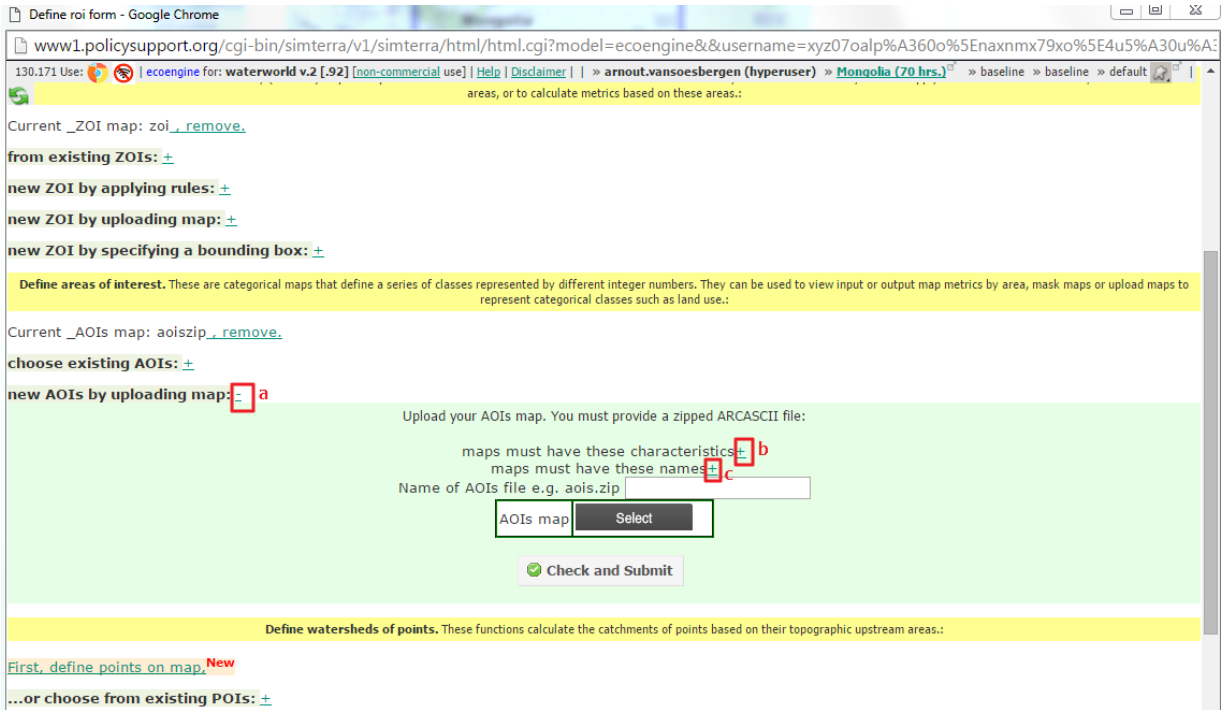 Define roi form - Google Chrome
www1.policysupport.org/cgi-bin/simterra/v1/simterra/html/html.cgi?model=ecoengine&&username=xyz07oalp%A360o%5Enaxnmx79xo%5E4u5%A30u%A3
130.171 Use: | ecoengine for: waterworld v.2 [.92] [non-commercial use] | Help | Disclaimer | | » arnout.vansoesbergen (hyperuser) » Mongolia (70 hrs.) » baseline » baseline » default |
areas, or to calculate metrics based on these areas.:
Current _ZOI map: zoi , remove.
from existing ZOIs: +
new ZOI by applying rules: +
new ZOI by uploading map: +
new ZOI by specifying a bounding box: +
Define areas of interest. These are categorical maps that define a series of classes represented by different integer numbers. They can be used to view input or output map metrics by area, mask maps or upload maps to
represent categorical classes such as land use.:
Current _AOIs map: aoiszip , remove.
choose existing AOIs: +
new AOIs by uploading map: - a
Upload your AOIs map. You must provide a zipped ARCASCII file:
maps must have these characteristics+ b
maps must have these names+ c
Name of AOIs file e.g. aois.zip
AOIs map Select
Check and Submit
Define watersheds of points. These functions calculate the catchments of points based on their topographic upstream areas.:
First, define points on map, New
...or choose from existing POIs: +